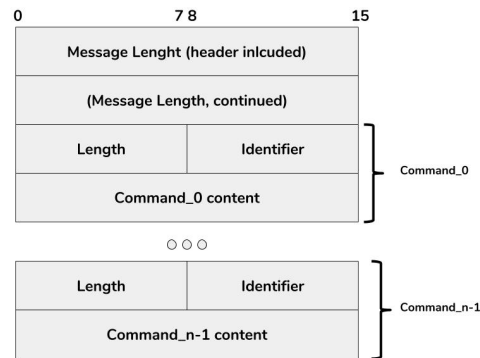 0 7 8 15
Message Lenght (header inlcuded)
(Message Length, continued)
Length Identifier
Command_0
Command_0 content
Length Identifier
Command_n-1
Command_n-1 content